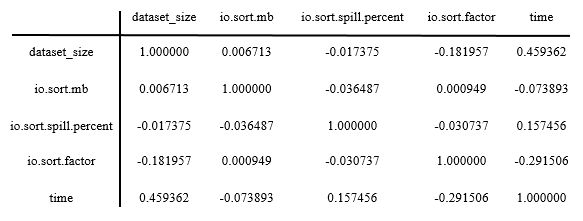 dataset_size io.sort.mb io.sort.spill.percent io.sort.factor time
dataset_size 1.000000 0.006713 -0.017375 -0.181957 0.459362
io.sort.mb 0.006713 1.000000 -0.036487 0.000949 -0.073893
io.sort.spill.percent -0.017375 -0.036487 1.000000 -0.030737 0.157456
io.sort.factor -0.181957 0.000949 -0.030737 1.000000 -0.291506
time 0.459362 -0.073893 0.157456 -0.291506 1.000000